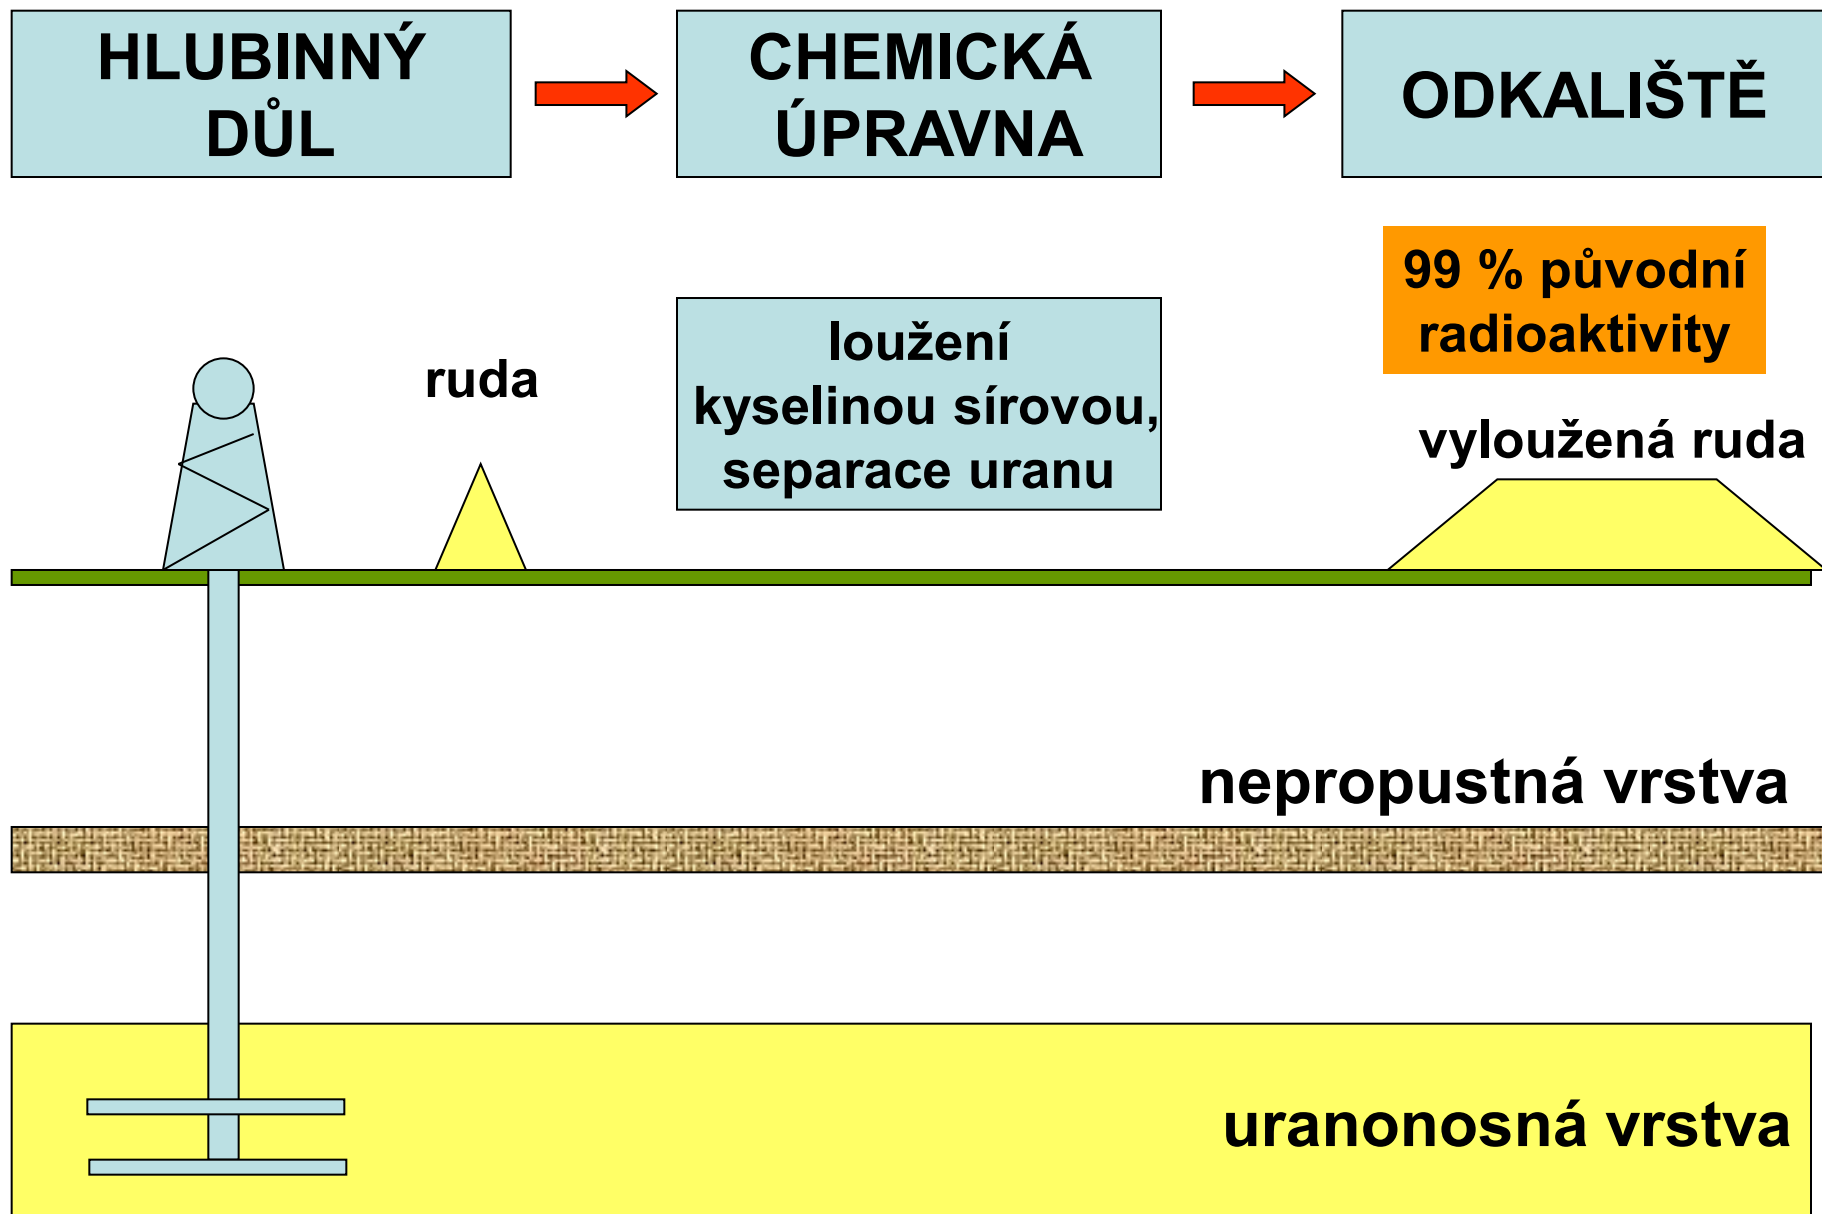 HLUBINNÝ
DŮL
CHEMICKÁ
ÚPRAVNA
ODKALIŠTĚ
99 % původní
radioaktivity
ruda
loužení
kyselinou sírovou,
separace uranu
vyloužená ruda
nepropustná vrstva
uranonosná vrstva